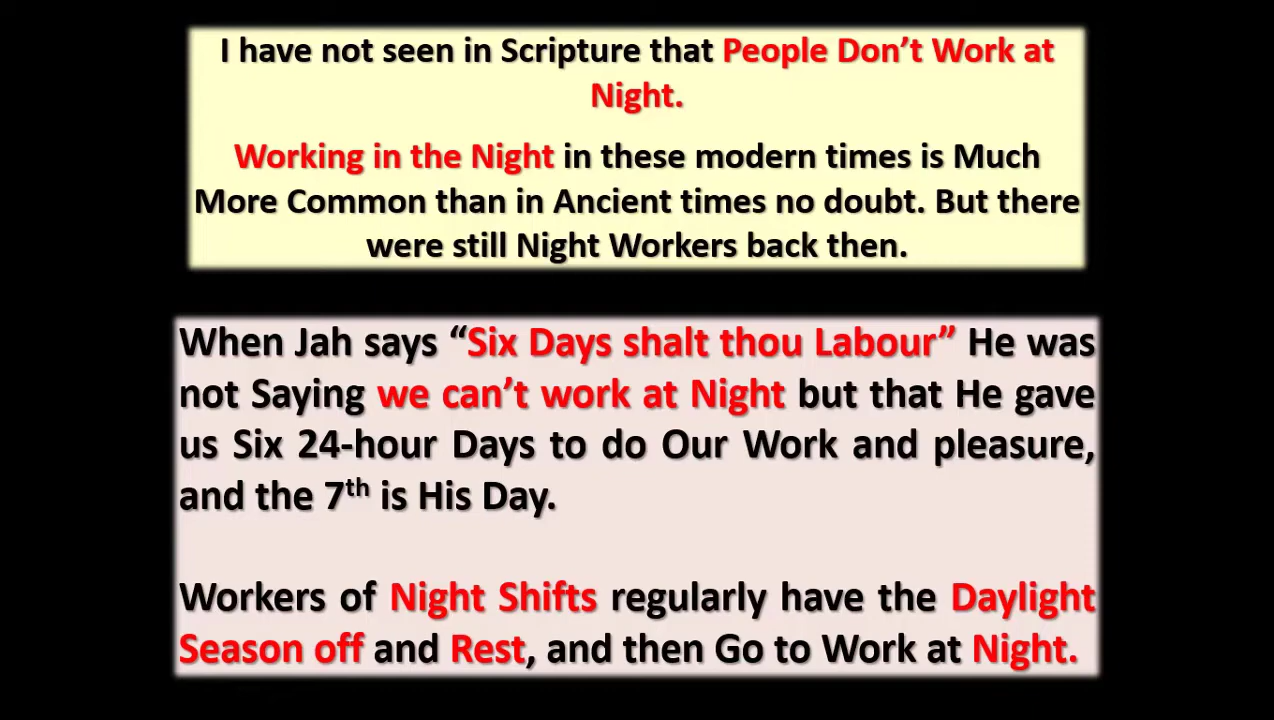 I have not seen in Scripture that People Don’t Work at
Night.
Working in the Night in these modern times is Much
More Common than in Ancient times no doubt. But there
were still Night Workers back then.
When Jah says “Six Days shalt thou Labour” He was
not Saying we can’t work at Night but that He gave
us Six 24-hour Days to do Our Work and pleasure,
and the 7th is His Day.
Workers of Night Shifts regularly have the Daylight
Season off and Rest, and then Go to Work at Night.